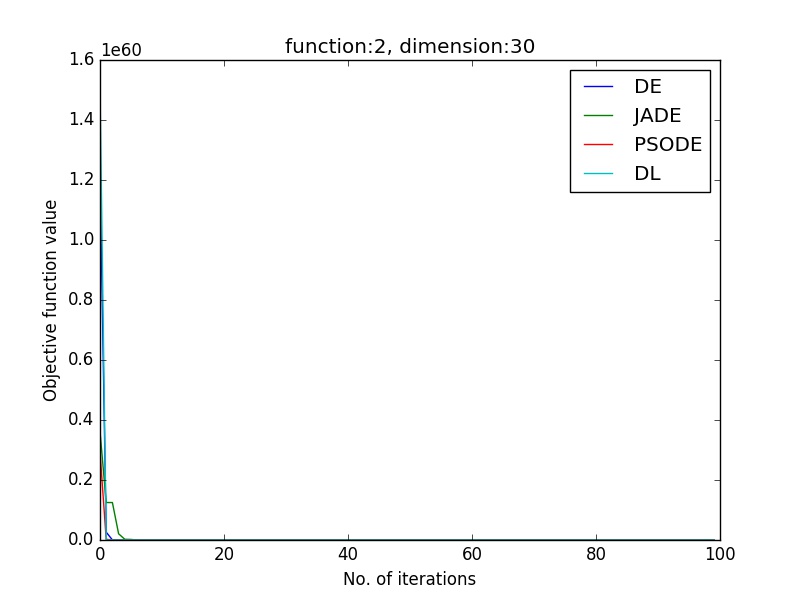 function:2, dimension:30
1e60
1.6
1.4
1.2
1.0
0.8
0.6
0.4
0.2
0.0
Objective function value
DE
JADE
PSODE
DL
0 20 40 60 80 100
No. of iterations